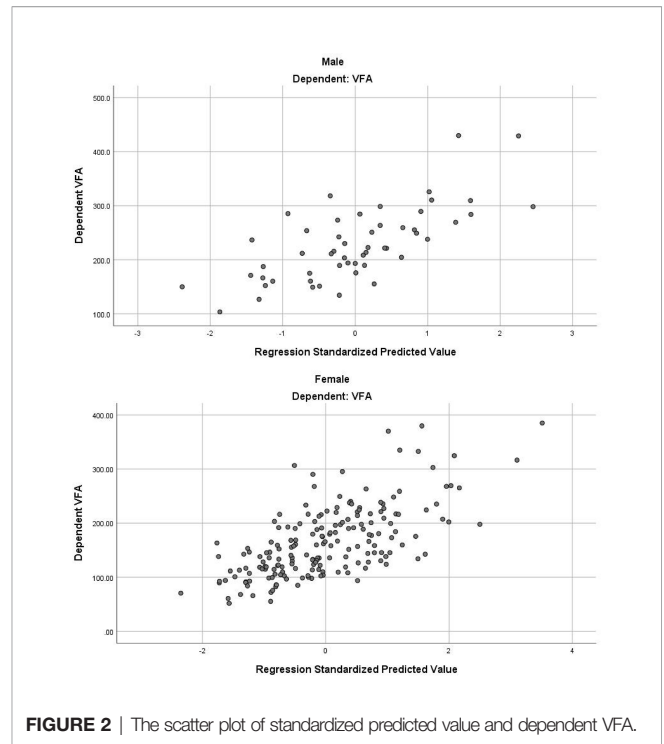 Male
Dependent: VFA
500.0
400.0
300.0
200.0
100.0
Dependent VFA
-3 -2 -1 0 1 2 3
Regression Standardized Predicted Value
Female
Dependent: VFA
400.00
300.00
200.00
100.00
.00
Dependent VFA
-2 0 2 4
Regression Standardized Predicted Value
FIGURE 2 | The scatter plot of standardized predicted value and dependent VFA.